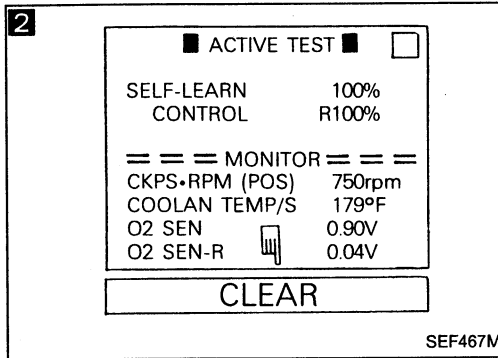 2
ACTIVE TEST
SELF-LEARN 100%
CONTROL R100%
= = = MONITOR = = =
CKPS•RPM (POS) 750rpm
COOLAN TEMP/S 179ºF
O2 SEN 0.90V
O2 SEN-R 0.04V
CLEAR
SEF467M